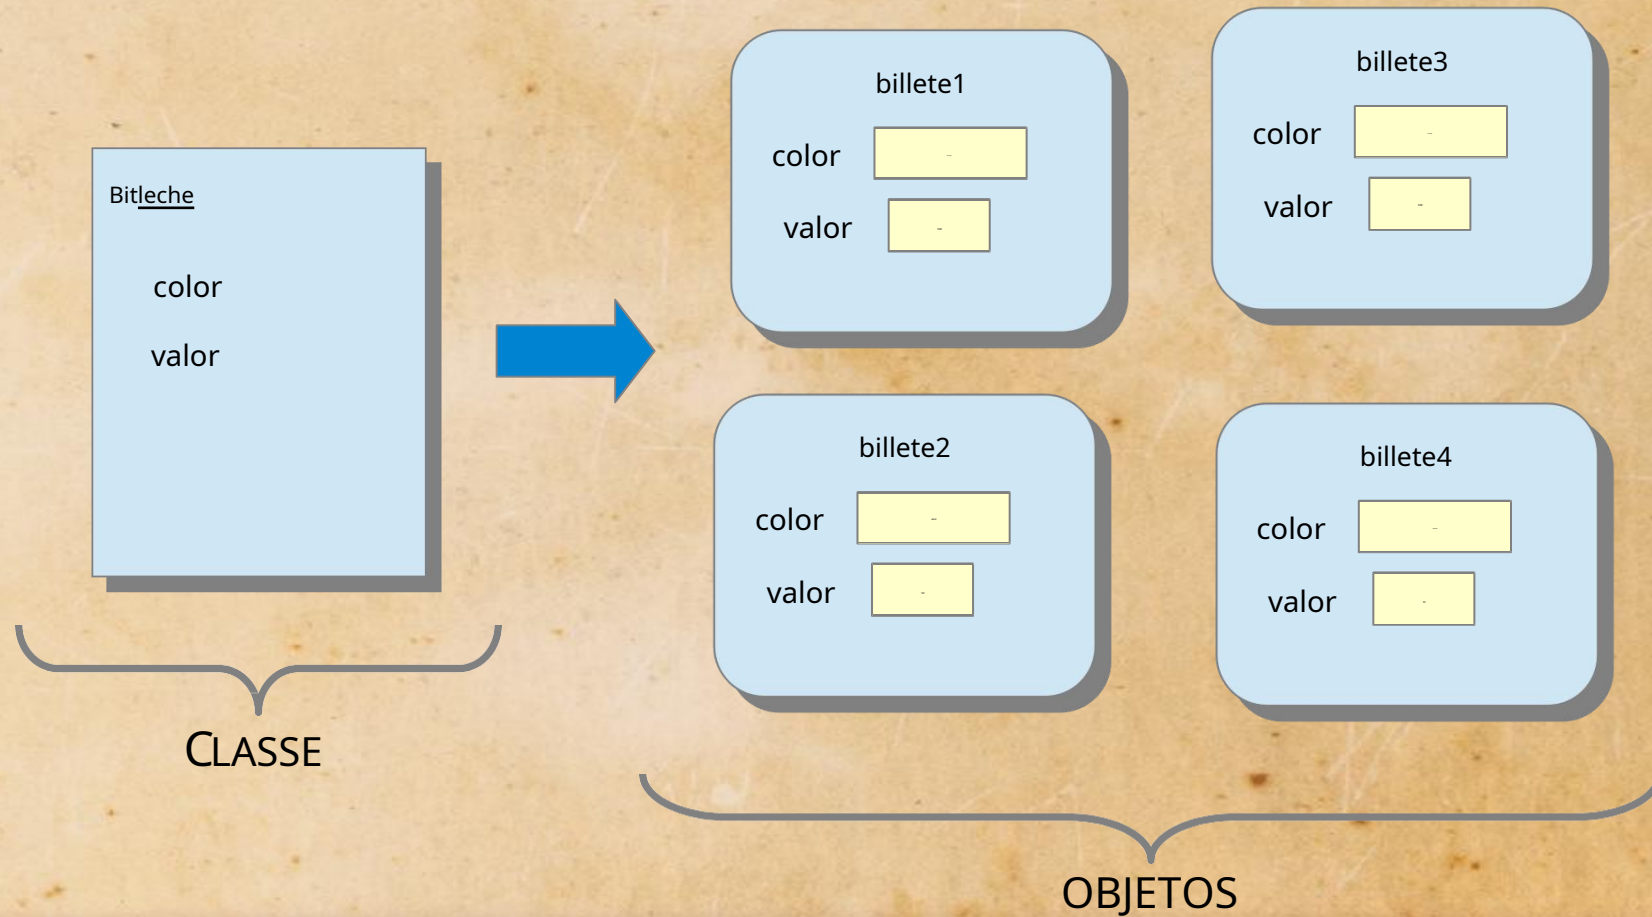 Bitleche
color
valor
CLASSE
billete1
color
valor
billete3
color
valor
billete2
color
valor
billete4
color
valor
OBJETOS